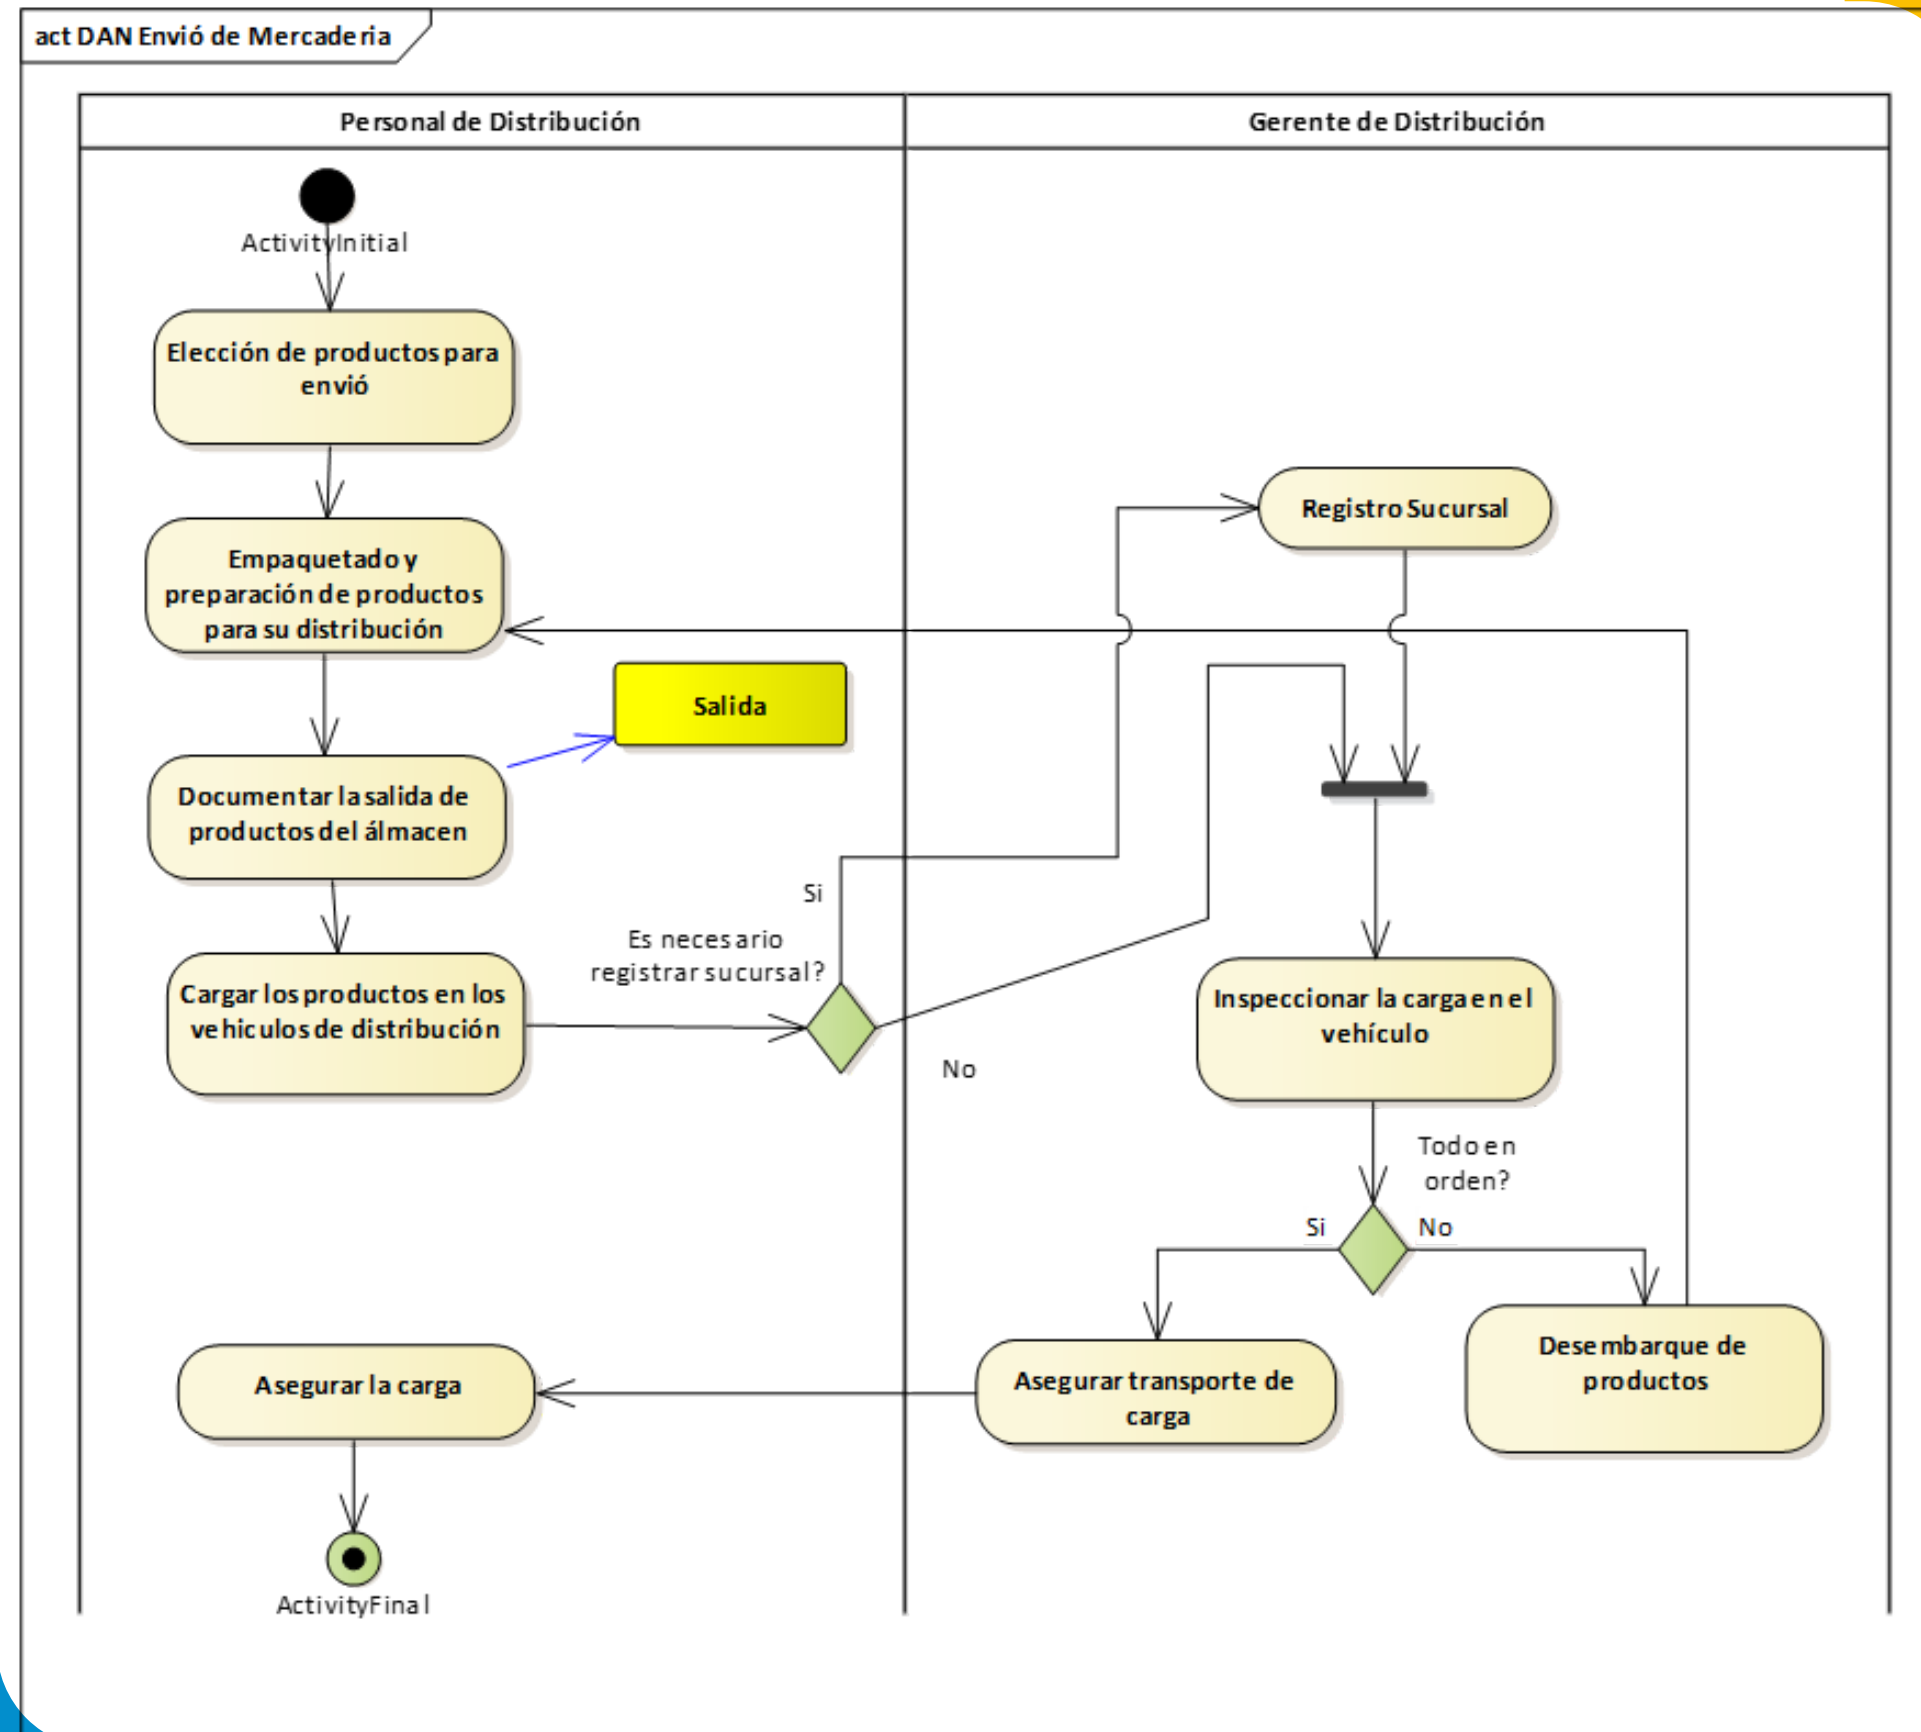 act DAN Envió de Mercaderia
Personal de Distribución
Gerente de Distribución
ActivityInitial
Elección de productos para
envió
Registro Sucursal
Empaquetado y
preparación de productos
para su distribución
Salida
Documentar la salida de
productos del álmacen
Si
Es necesario
registrar sucursal?
Cargar los productos en los
vehiculos de distribución
No
Inspeccionar la carga en el
vehículo
Todo en
orden?
Si
No
Asegurar la carga
Asegurar transporte de
carga
Desembarque de
productos
ActivityFinal